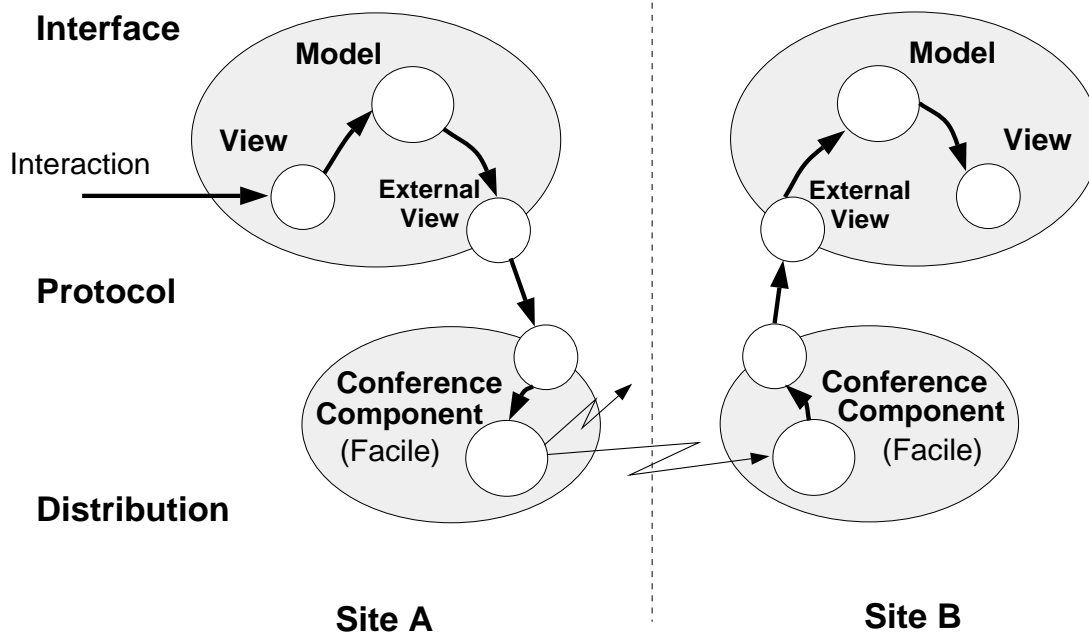 Interface
Model
View
Interaction
External
View
Model
View
External
View
Protocol
Conference
Component
(Facile)
Conference
Component
(Facile)
Distribution
Site A
Site B